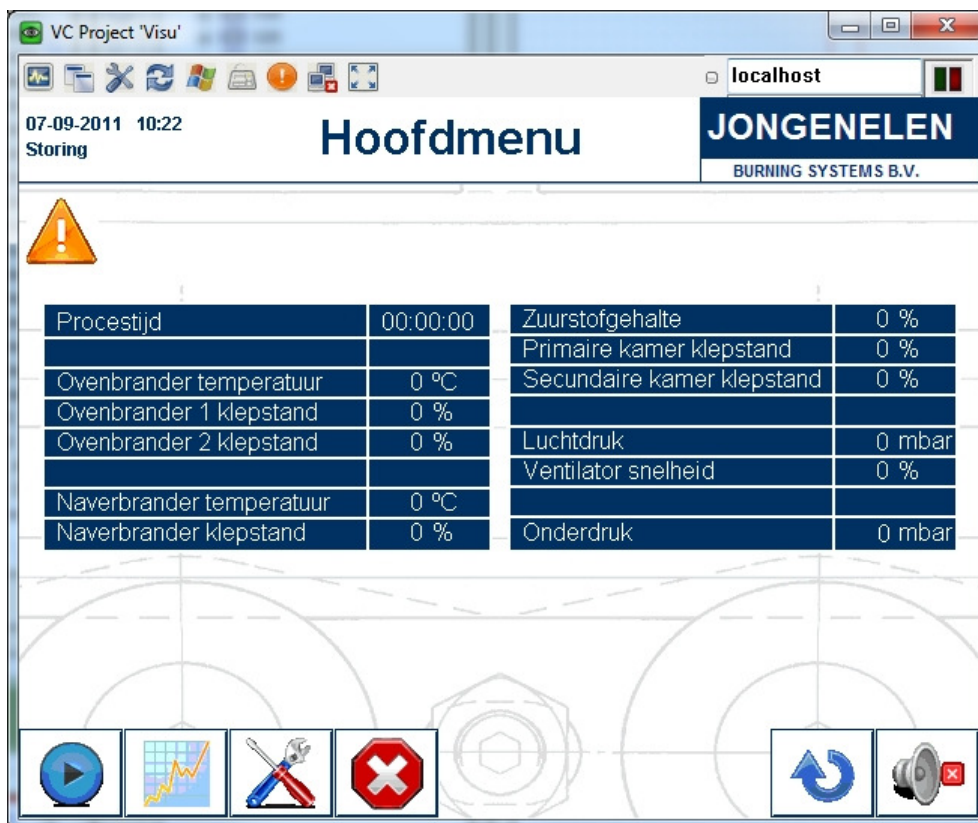 VC Project 'Visu'
localhost
07-09-2011 10:22
Storing
Hoofdmenu
JONGENELEN
BURNING SYSTEMS B.V.
Procestijd 00:00:00
Ovenbrander temperatuur 0 ºC
Ovenbrander 1 klepstand 0 %
Ovenbrander 2 klepstand 0 %
Naverbrander temperatuur 0 ºC
Naverbrander klepstand 0 %
Zuurstofgehalte 0 %
Primaire kamer klepstand 0 %
Secundaire kamer klepstand 0 %
Luchtdruk 0 mbar
Ventilator snelheid 0 %
Onderdruk 0 mbar